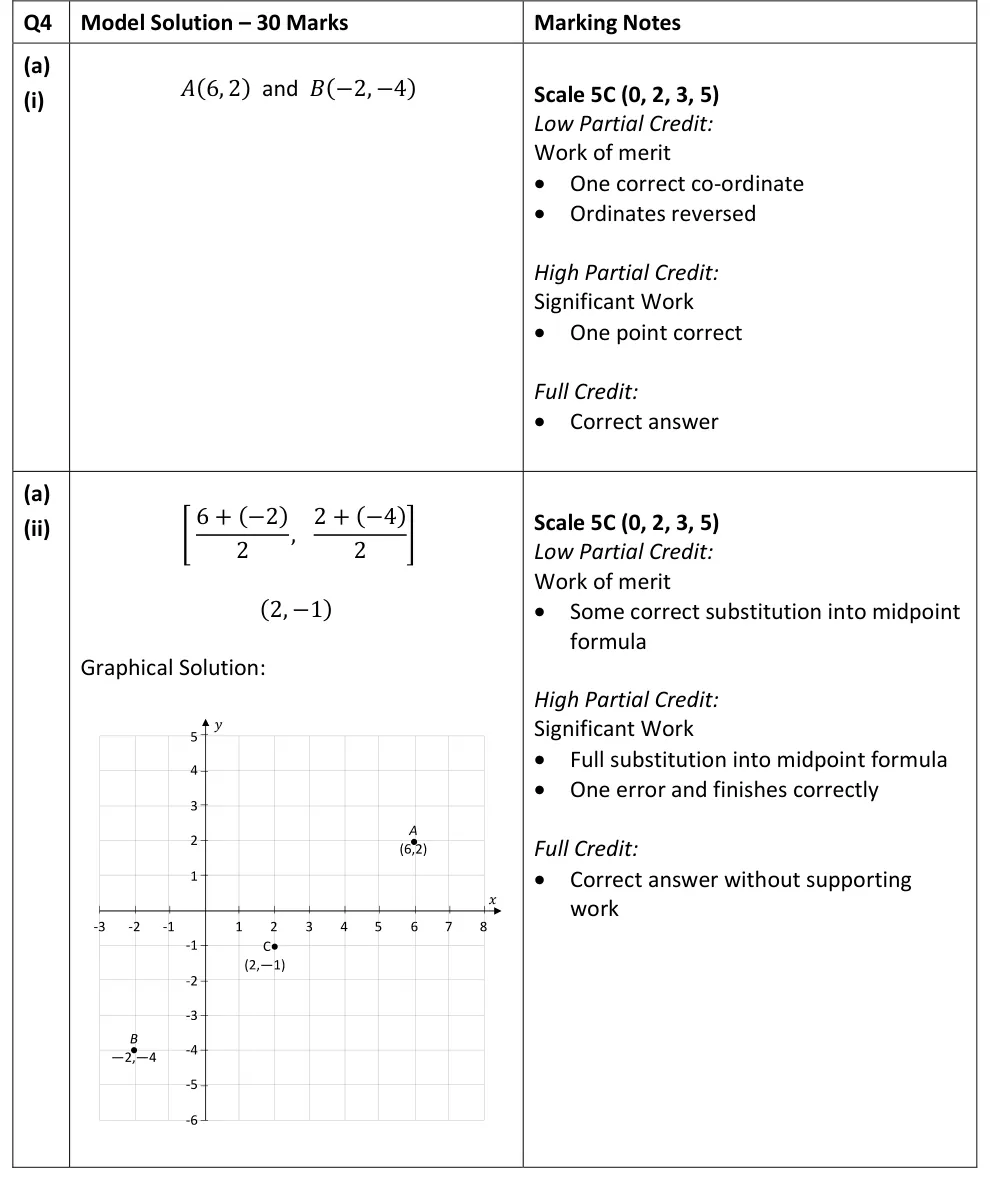 Q4 Model Solution – 30 Marks Marking Notes
(a)
(i)
A(6, 2) and B(−2, −4)
Scale 5C (0, 2, 3, 5)
Low Partial Credit:
Work of merit
• One correct co-ordinate
• Ordinates reversed
High Partial Credit:
Significant Work
• One point correct
Full Credit:
• Correct answer
(a)
(ii)
[ 6 + (−2) / 2 , 2 + (−4) / 2 ]
(2, −1)
Graphical Solution:
y
5
4
3
2
1
A
(6,2)
x
-3 -2 -1 1 2 3 4 5 6 7 8
-1
C
(2,−1)
-2
-3
B
-4
−2,−4
-5
-6
Scale 5C (0, 2, 3, 5)
Low Partial Credit:
Work of merit
• Some correct substitution into midpoint
formula
High Partial Credit:
Significant Work
• Full substitution into midpoint formula
• One error and finishes correctly
Full Credit:
• Correct answer without supporting
work